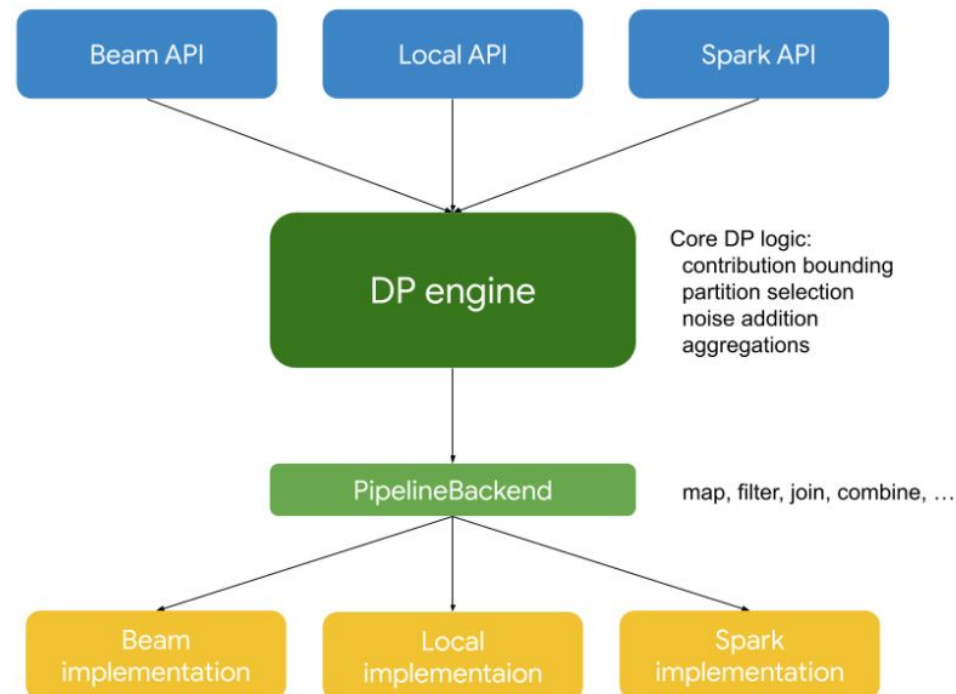 Beam API
Local API
Spark API
DP engine
Core DP logic:
contribution bounding
partition selection
noise addition
aggregations
PipelineBackend
map, filter, join, combine, …
Beam
implementation
Local
implementaion
Spark
implementation